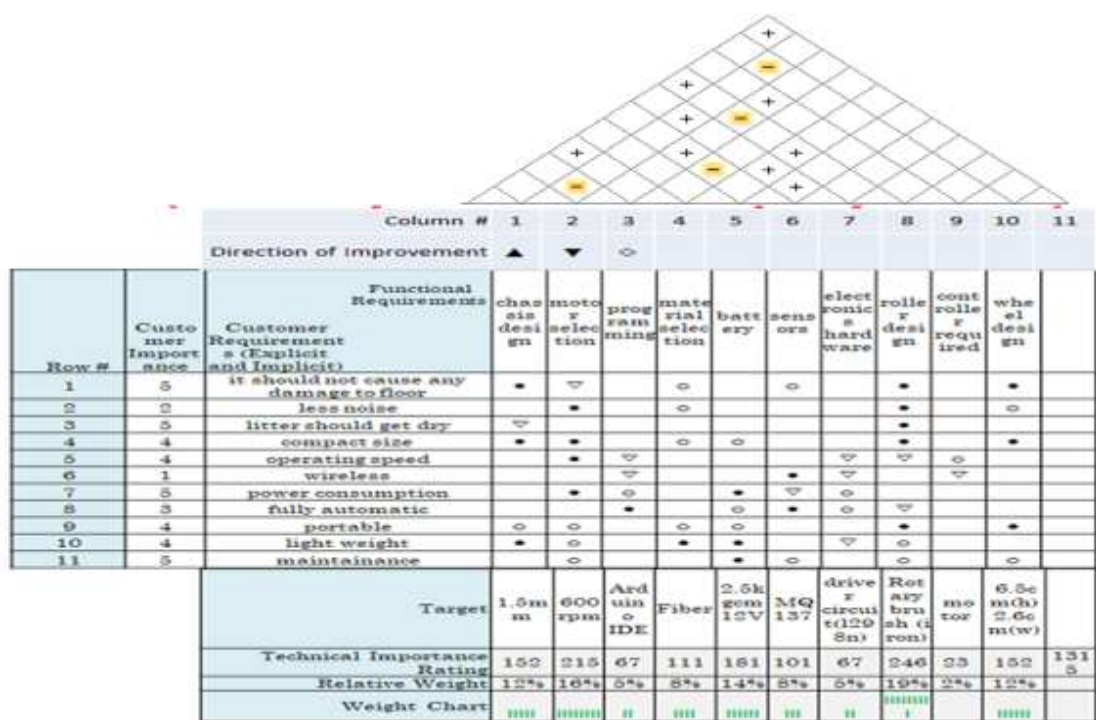 +
−
+
+
+ −
+ + +
− +
− +
Column # 1 2 3 4 5 6 7 8 9 10 11
Direction of Improvement ▲ ▼ ◇
Functional Requirements
chassis design
motor selection
programming
material selection
battery
sensors
electronics hardware
roller design
controller required
wheel design
Row #
Customer Importance
Customer Requirements (Explicit and Implicit)
1 5 it should not cause any damage to floor ● ▽ ○ ○ ● ●
2 2 less noise ● ○ ● ○
3 5 litter should get dry ▽ ●
4 4 compact size ● ● ○ ○ ● ●
5 4 operating speed ● ▽ ▽ ▽ ○
6 1 wireless ▽ ● ▽ ▽
7 5 power consumption ● ○ ● ▽ ○
8 3 fully automatic ● ○ ● ○ ▽
9 4 portable ○ ○ ○ ○ ● ●
10 4 light weight ● ○ ● ● ▽ ○
11 5 maintainance ○ ● ○ ○ ○
Target
1.5mm
600 rpm
Arduino IDE
Fiber
2.5kgcm 12V
MQ 137
driver circuit(l298n)
Rotary brush (iron)
motor
6.5cm(h) 2.6cm(w)
Technical Importance Rating 152 215 67 111 181 101 67 246 23 152 1315
Relative Weight 12% 16% 5% 8% 14% 8% 5% 19% 2% 12%
Weight Chart